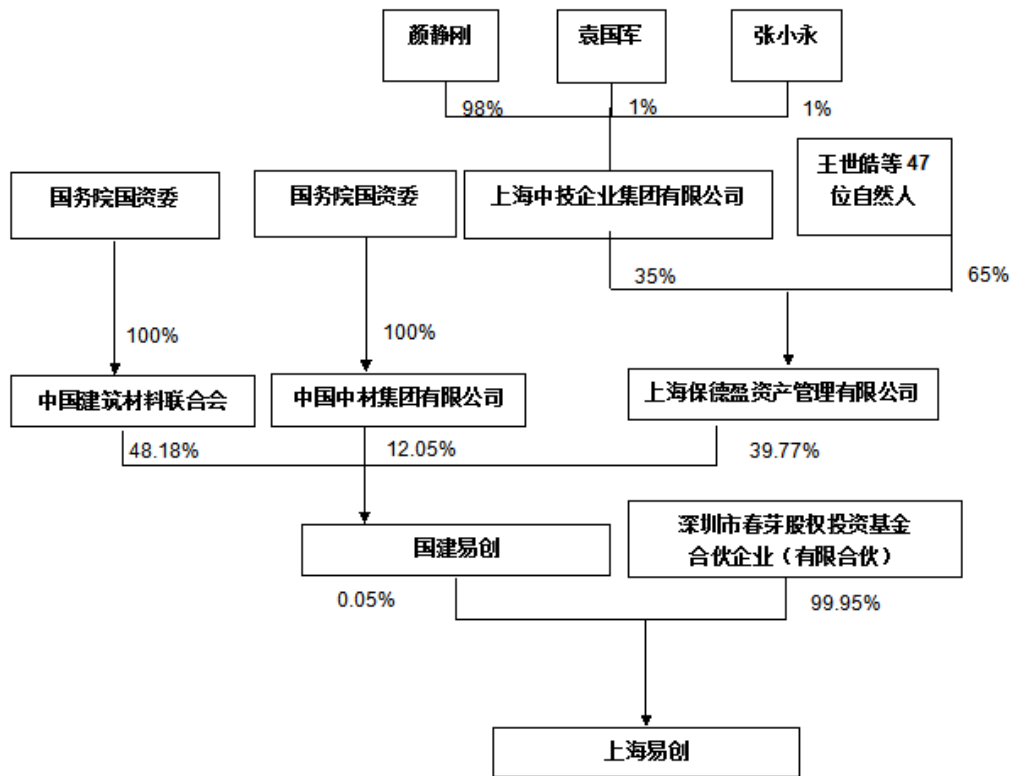 颜静刚
袁国军
张小永
98%
1%
1%
国务院国资委
国务院国资委
上海中技企业集团有限公司
王世皓等 47
位自然人
35%
65%
100%
100%
中国建筑材料联合会
中国中材集团有限公司
上海保德盈资产管理有限公司
48.18%
12.05%
39.77%
国建易创
深圳市春芽股权投资基金
合伙企业（有限合伙）
0.05%
99.95%
上海易创